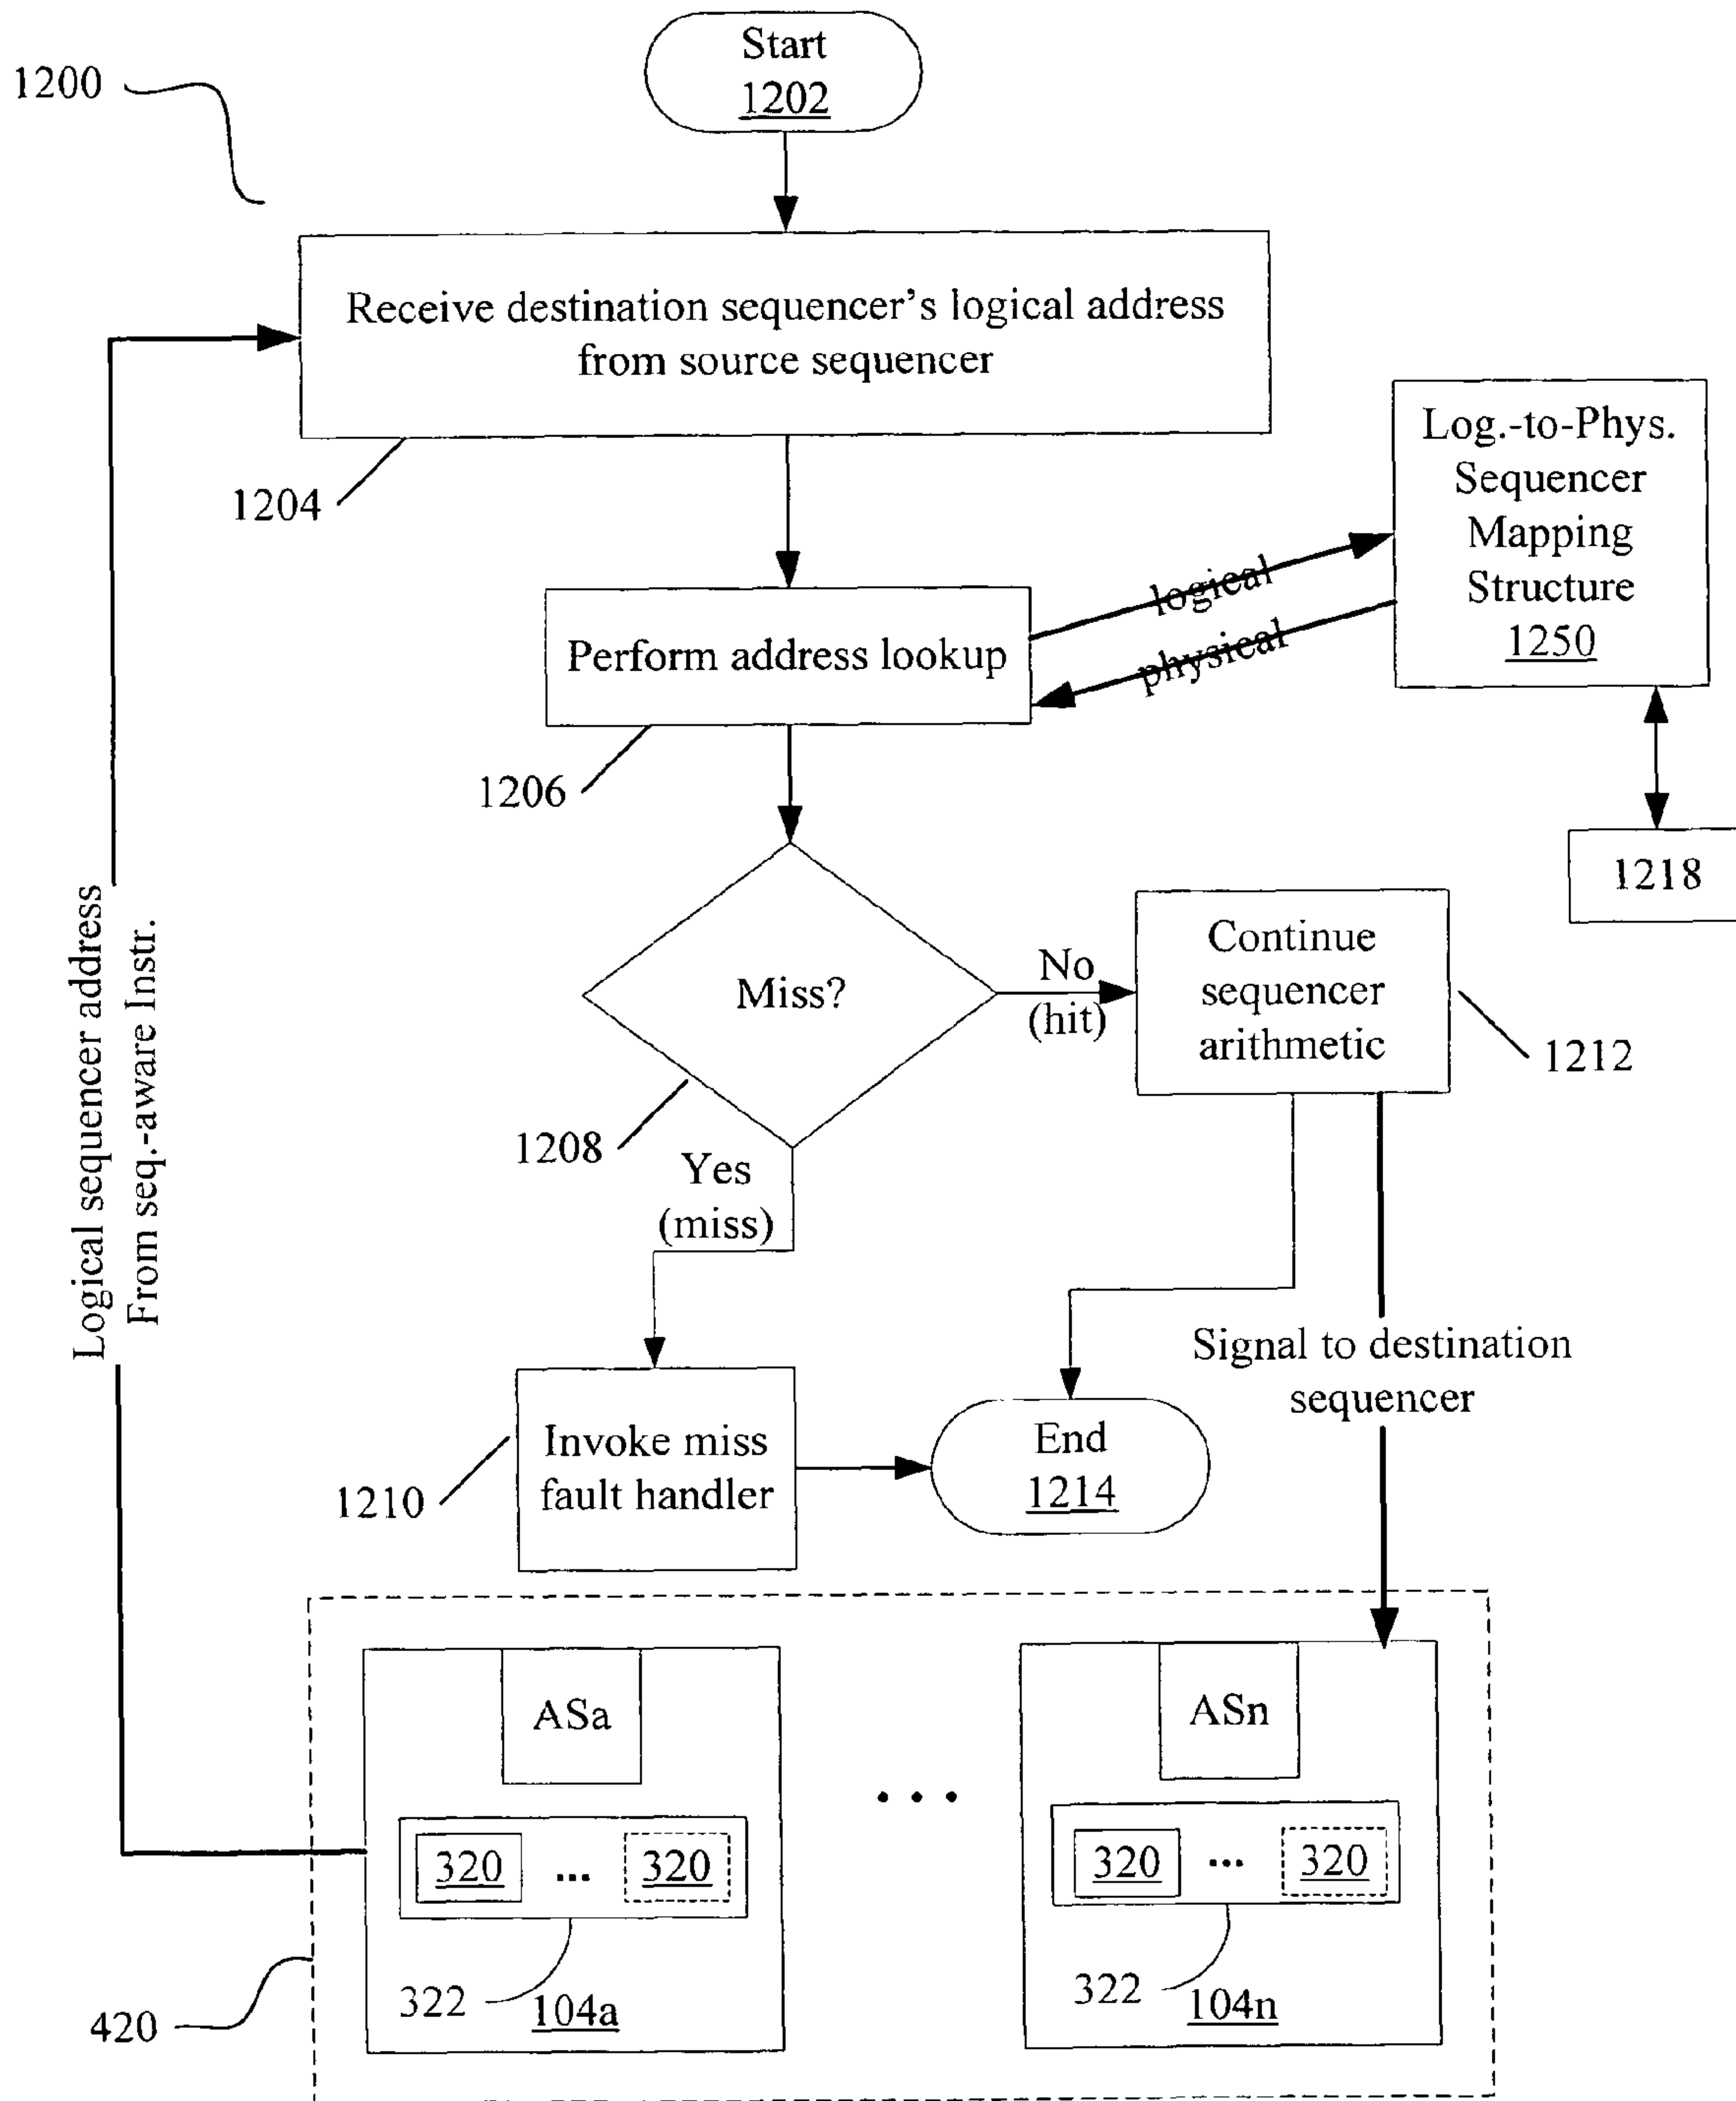 Start
1202
1200
Receive destination sequencer's logical address
from source sequencer
1204
Log.-to-Phys.
Sequencer
Mapping
Structure
1250
logical
physical
Perform address lookup
1206
1218
Miss?
No
(hit)
Continue
sequencer
arithmetic
1212
1208
Yes
(miss)
Logical sequencer address
From seq.-aware Instr.
Signal to destination
sequencer
Invoke miss
fault handler
1210
End
1214
ASa
ASn
320 ... 320
320 ... 320
322
104a
322
104n
420